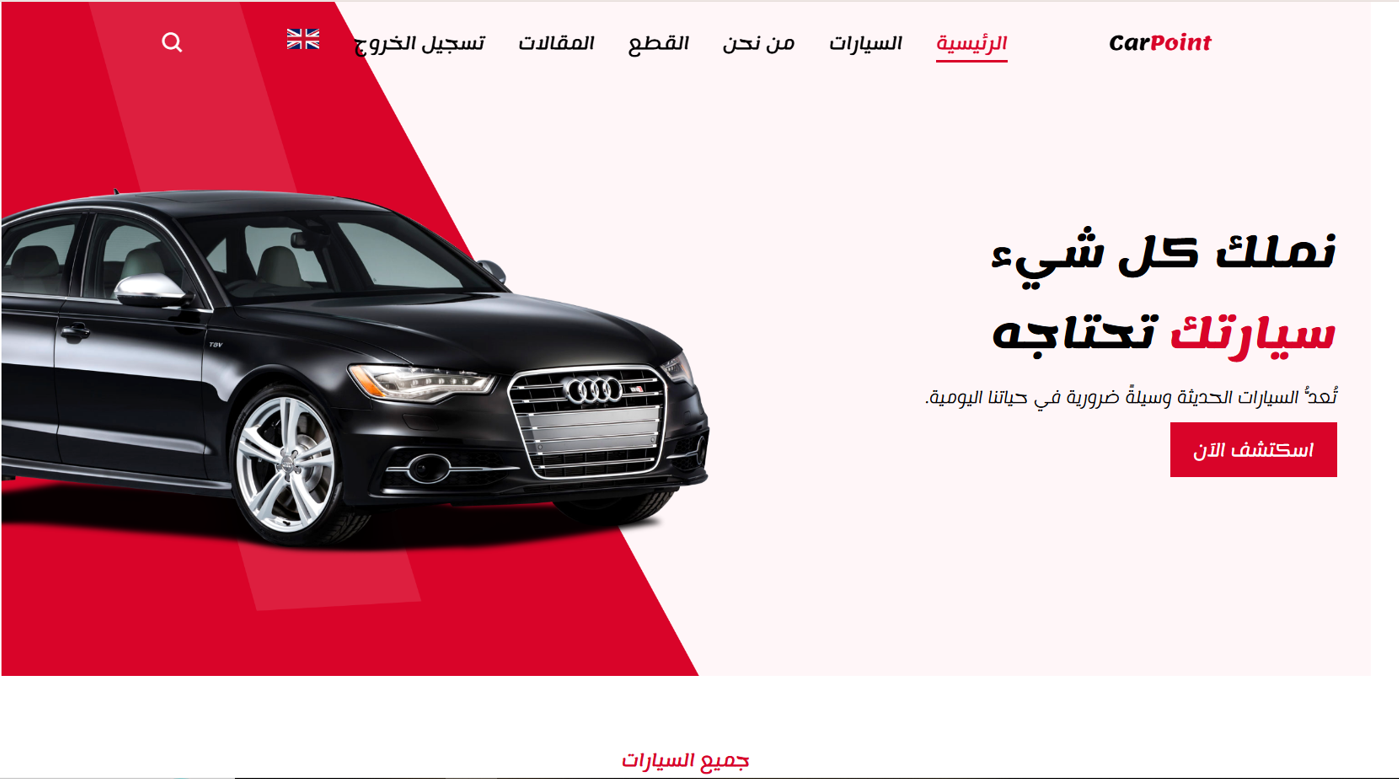 CarPoint
الرئيسية
السيارات
من نحن
القطع
المقالات
تسجيل الخروج
نملك كل شيء
سيارتك تحتاجه
تُعدُّ السيارات الحديثة وسيلةً ضرورية في حياتنا اليومية.
استكشف الآن
جميع السيارات